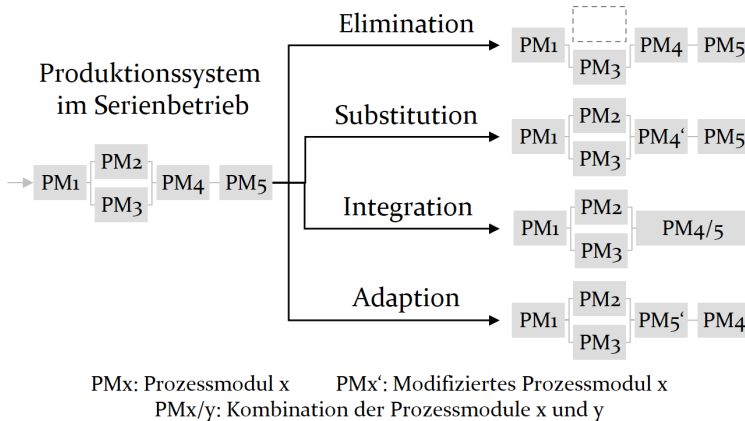 Produktionssystem
im Serienbetrieb
PM1
PM2
PM3
PM4
PM5
Elimination
PM1
PM3
PM4
PM5
Substitution
PM1
PM2
PM3
PM4‘
PM5
Integration
PM1
PM2
PM3
PM4/5
Adaption
PM1
PM2
PM3
PM5‘
PM4
PMx: Prozessmodul x PMx‘: Modifiziertes Prozessmodul x
PMx/y: Kombination der Prozessmodule x und y